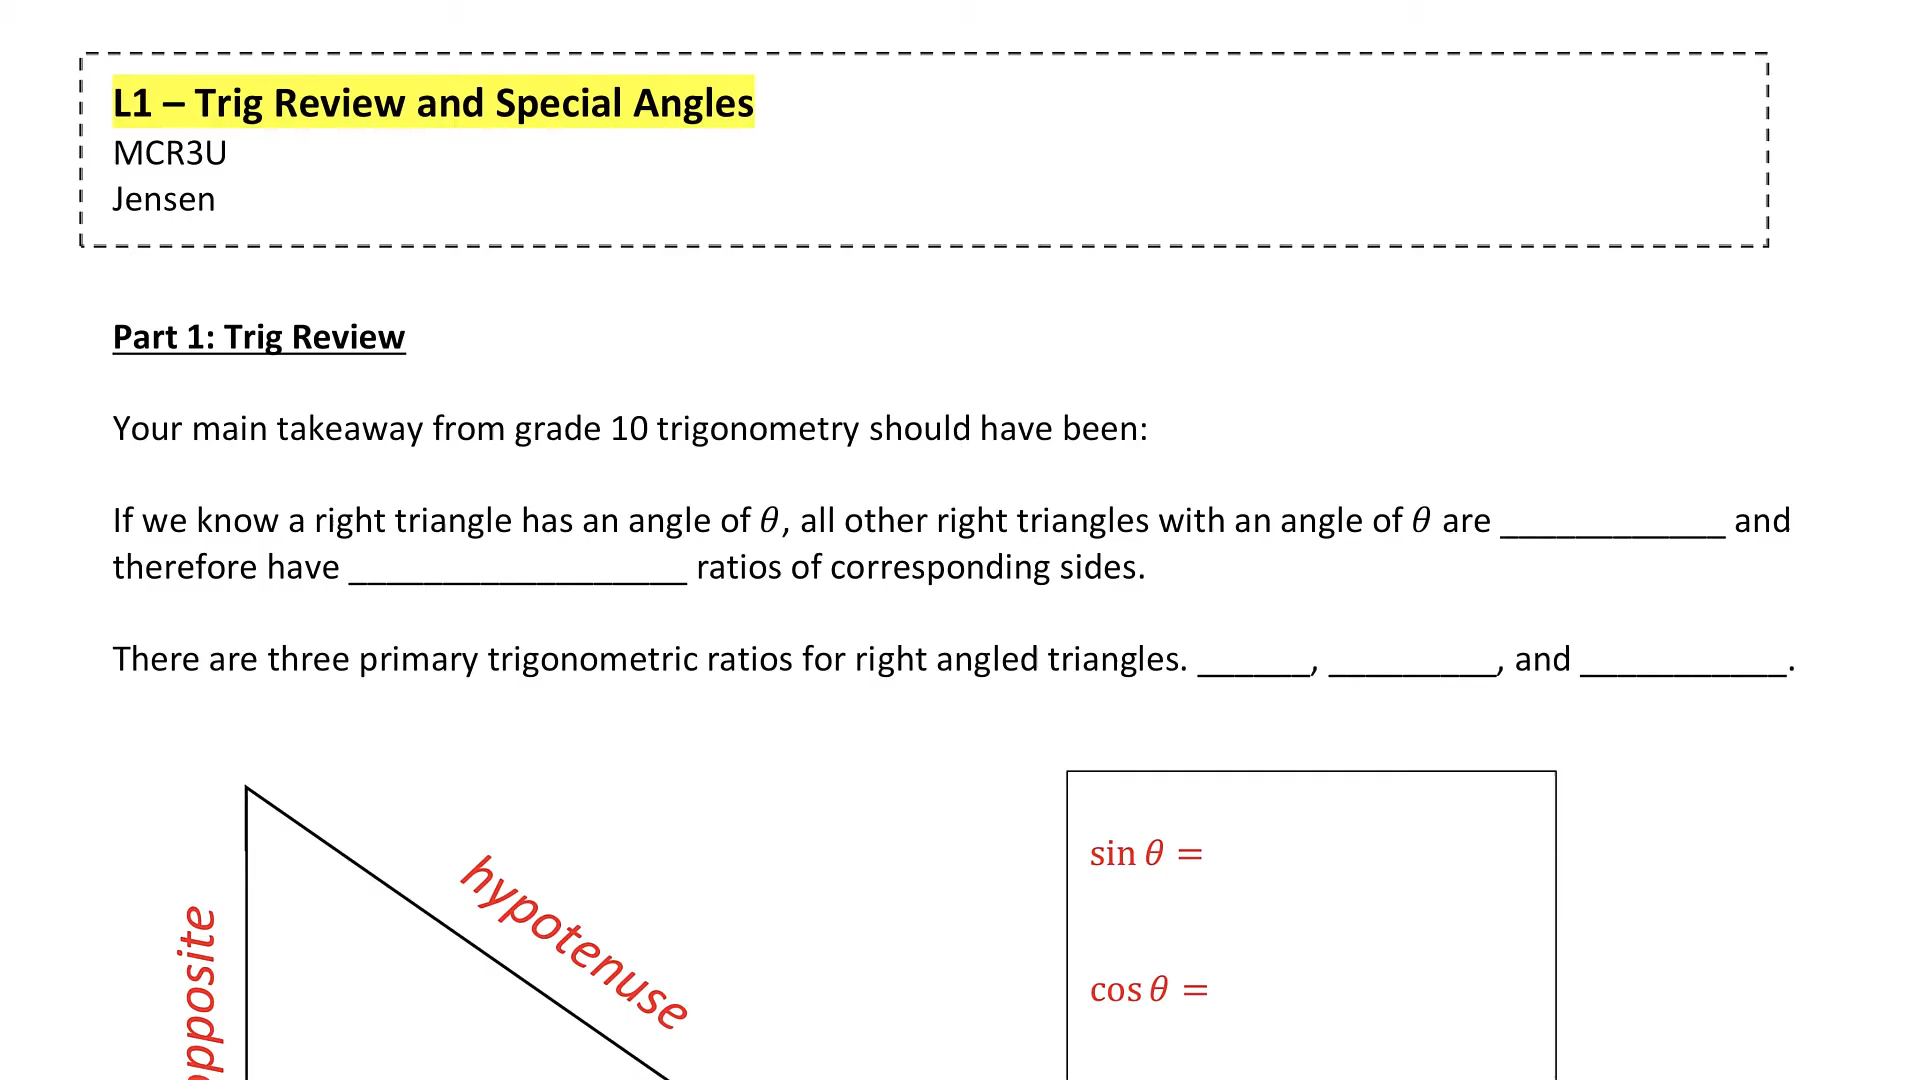 L1 – Trig Review and Special Angles
MCR3U
Jensen
Part 1: Trig Review
Your main takeaway from grade 10 trigonometry should have been:
If we know a right triangle has an angle of θ, all other right triangles with an angle of θ are ____________ and
therefore have __________________ ratios of corresponding sides.
There are three primary trigonometric ratios for right angled triangles. ______, _________, and ___________.
hypotenuse
opposite
sin θ =
cos θ =